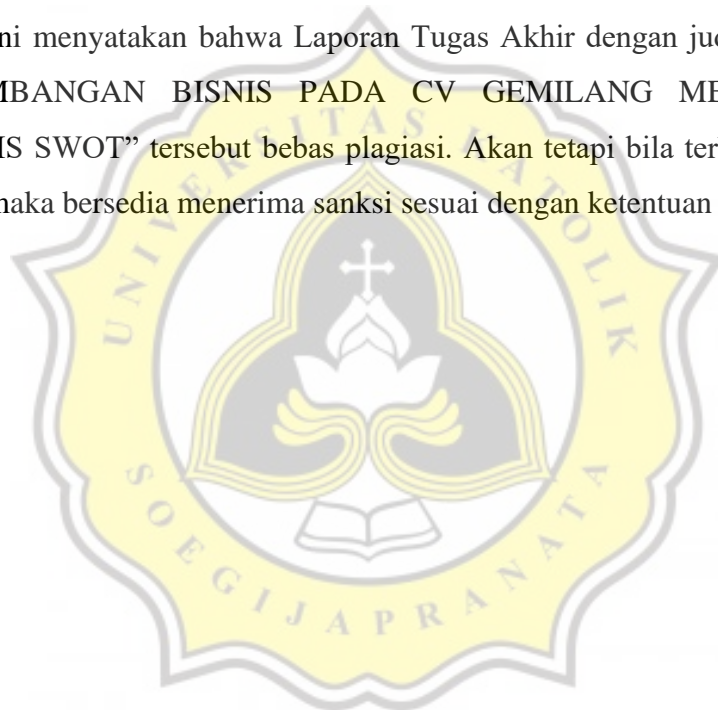 ni menyatakan bahwa Laporan Tugas Akhir dengan jud
MBANGAN BISNIS PADA CV GEMILANG ME
IS SWOT” tersebut bebas plagiasi. Akan tetapi bila ter
maka bersedia menerima sanksi sesuai dengan ketentuan
UNIVERSITAS KATOLIK
SOEGIJAPRANATA